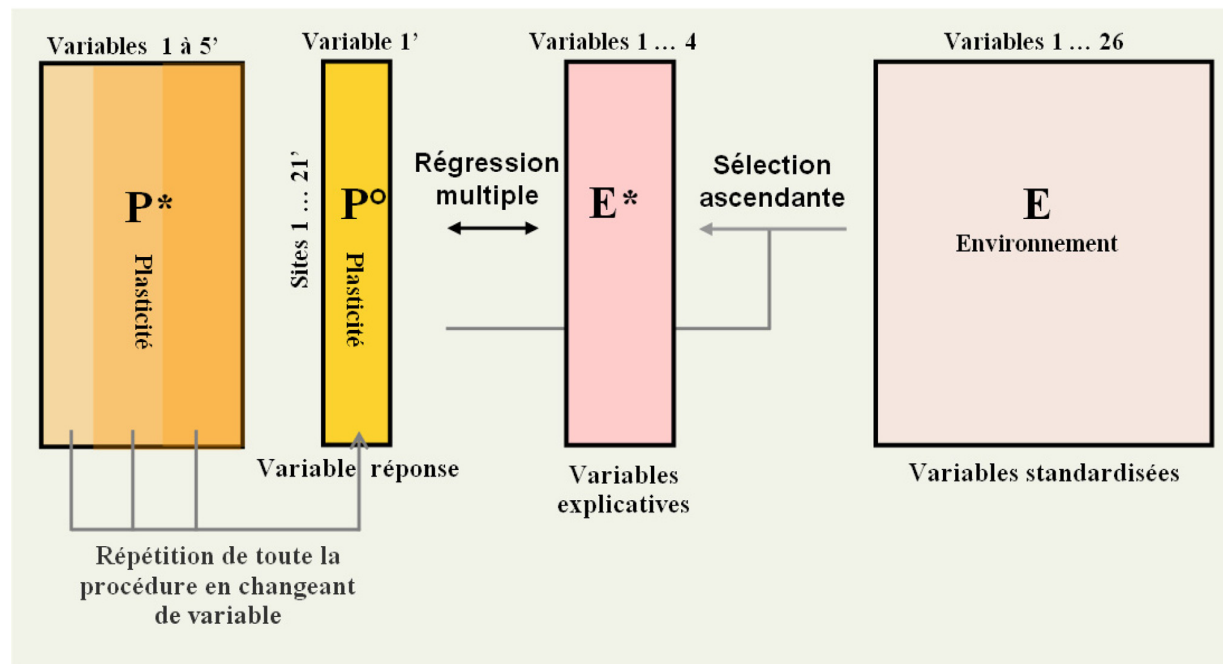 Variables 1 à 5’
Variable 1’
Variables 1 … 4
Variables 1 … 26
P*
Plasticité
Sites 1 … 21’
P°
Plasticité
Régression
multiple
E*
Sélection
ascendante
E
Environnement
Variable réponse
Variables
explicatives
Variables standardisées
Répétition de toute la
procédure en changeant
de variable